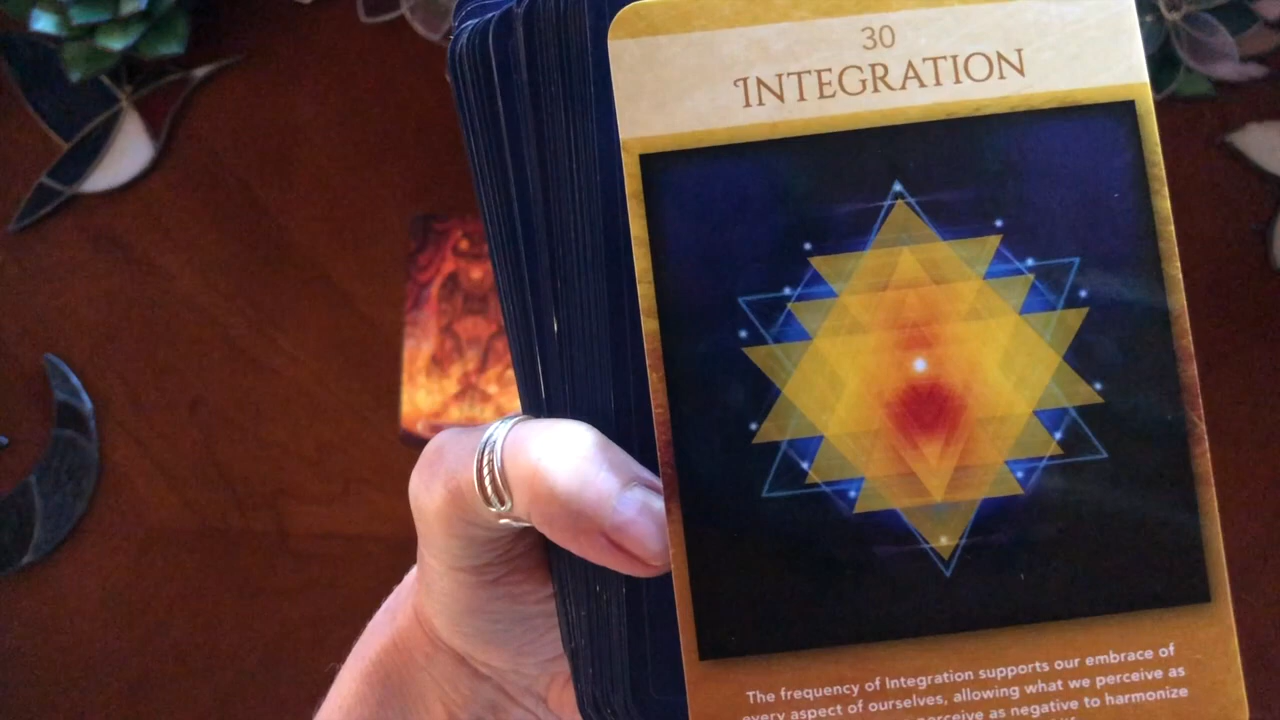 30
INTEGRATION
The frequency of Integration supports our embrace of
every aspect of ourselves, allowing what we perceive as
perceive as negative to harmonize